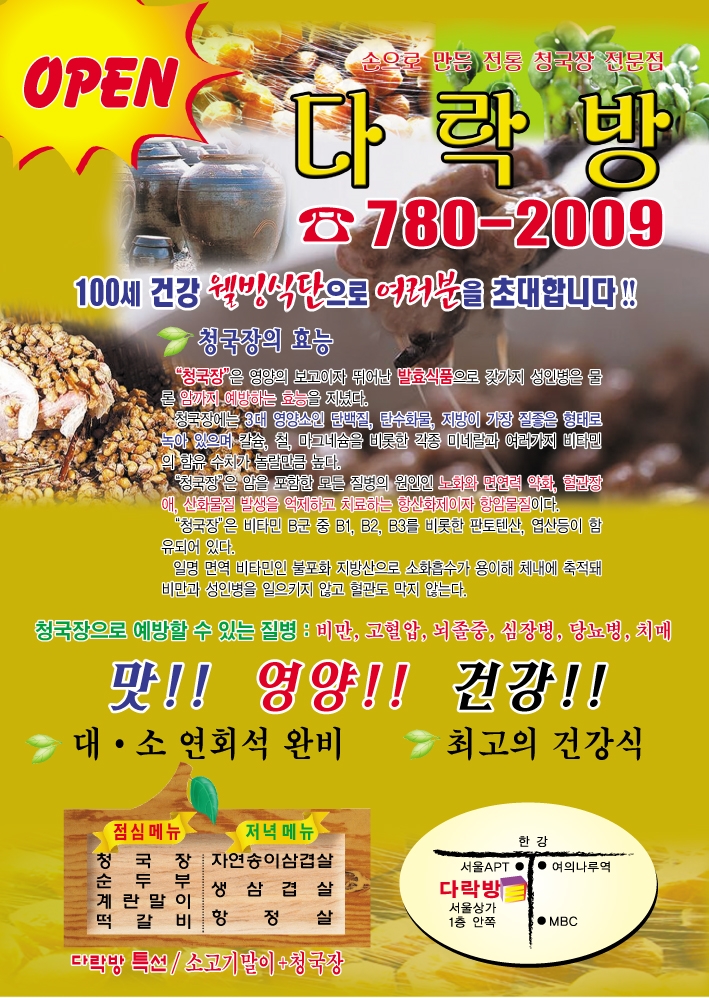 OPEN
손으로 만든 전통 청국장 전문점
다락방
☎780-2009
100세 건강 웰빙식단으로 여러분을 초대합니다!!
청국장의 효능
"청국장"은 영양의 보고이자 뛰어난 발효식품으로 갖가지 성인병은 물
론 암까지 예방하는 효능을 지녔다.
청국장에는 3대 영양소인 단백질, 탄수화물, 지방이 가장 질좋은 형태로
녹아 있으며 칼슘, 철, 마그네슘을 비롯한 각종 미네랄과 여러가지 비타민
의 함유 수치가 놀랄만큼 높다.
"청국장"은 암을 포함한 모든 질병의 원인인 노화와 면연력 약화, 혈관장
애, 산화물질 발생을 억제하고 치료하는 항산화제이자 항암물질이다.
"청국장"은 비타민 B군 중 B1, B2, B3를 비롯한 판토텐산, 엽산등이 함
유되어 있다.
일명 면역 비타민인 불포화 지방산으로 소화흡수가 용이해 체내에 축적돼
비만과 성인병을 일으키지 않고 혈관도 막지 않는다.
청국장으로 예방할 수 있는 질병 : 비만, 고혈압, 뇌졸중, 심장병, 당뇨병, 치매
맛!! 영양!! 건강!!
대·소 연회석 완비
최고의 건강식
점심메뉴
청국장
순두부
계란말이
떡갈비
저녁메뉴
자연송이삼겹살
생삼겹살
항정살
다락방 특선 / 소고기말이+청국장
한강
서울APT
여의나루역
다락방
서울상가
1층 안쪽
MBC